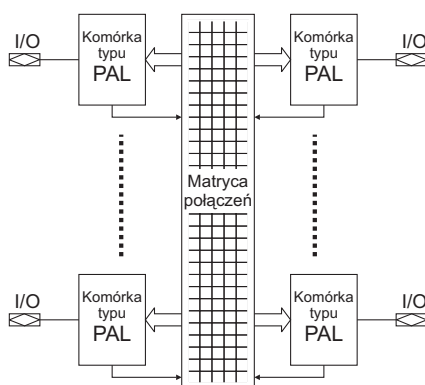 I/O
Komórka
typu
PAL
Komórka
typu
PAL
I/O
Matryca
połączeń
I/O
Komórka
typu
PAL
Komórka
typu
PAL
I/O